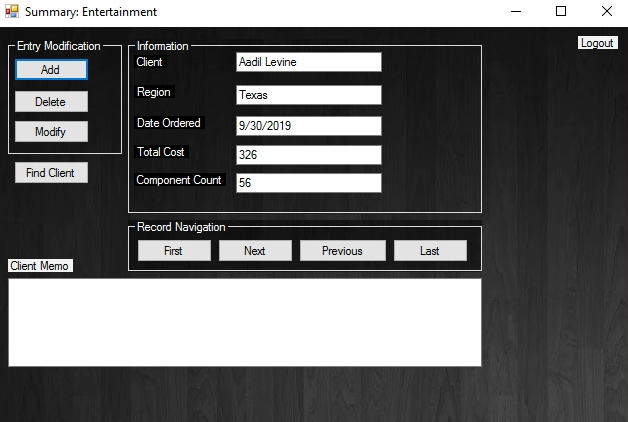 Summary: Entertainment
Logout
Entry Modification
Add
Delete
Modify
Find Client
Information
Client Aadil Levine
Region Texas
Date Ordered 9/30/2019
Total Cost 326
Component Count 56
Record Navigation
First Next Previous Last
Client Memo